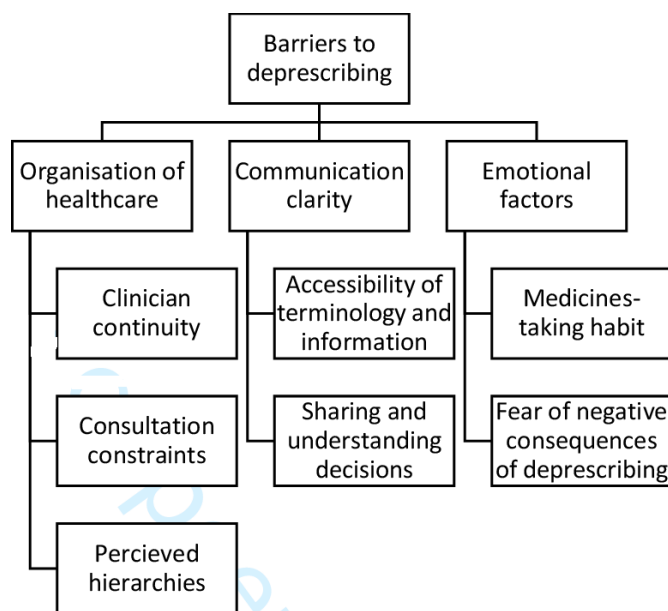 Barriers to
deprescribing
Organisation of
healthcare
Communication
clarity
Emotional
factors
Clinician
continuity
Accessibility of
terminology and
information
Medicines-
taking habit
Consultation
constraints
Sharing and
understanding
decisions
Fear of negative
consequences
of deprescribing
Percieved
hierarchies